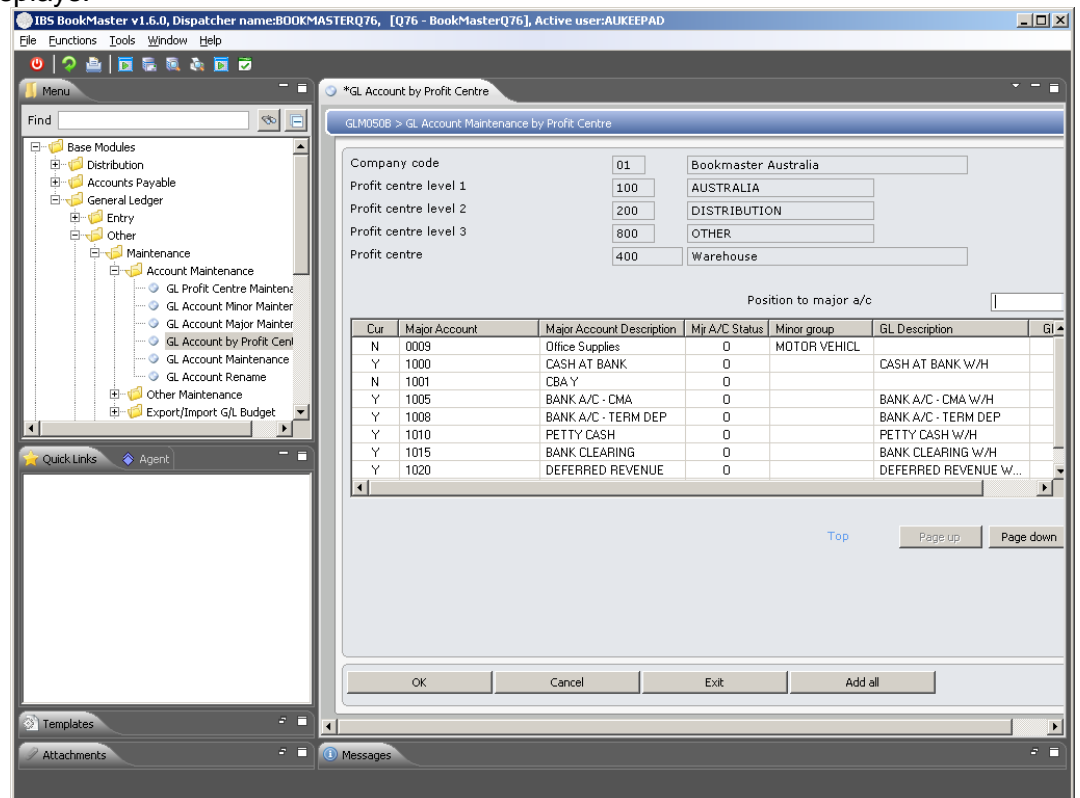 IBS BookMaster v1.6.0, Dispatcher name:BOOKMASTERQ76, [Q76 - BookMasterQ76], Active user:AUKEEPAD
File Functions Tools Window Help
Menu
Find
Base Modules
Distribution
Accounts Payable
General Ledger
Entry
Other
Maintenance
Account Maintenance
GL Profit Centre Maintena
GL Account Minor Mainter
GL Account Major Mainter
GL Account by Profit Cent
GL Account Maintenance
GL Account Rename
Other Maintenance
Export/Import G/L Budget
Quick Links Agent
Templates
Attachments
*GL Account by Profit Centre
GLM050B > GL Account Maintenance by Profit Centre
Company code 01 Bookmaster Australia
Profit centre level 1 100 AUSTRALIA
Profit centre level 2 200 DISTRIBUTION
Profit centre level 3 800 OTHER
Profit centre 400 Warehouse
Position to major a/c
Cur Major Account Major Account Description Mjr A/C Status Minor group GL Description Gl
N 0009 Office Supplies 0 MOTOR VEHICL
Y 1000 CASH AT BANK 0 CASH AT BANK W/H
N 1001 CBA Y 0
Y 1005 BANK A/C - CMA 0 BANK A/C - CMA W/H
Y 1008 BANK A/C - TERM DEP 0 BANK A/C - TERM DEP
Y 1010 PETTY CASH 0 PETTY CASH W/H
Y 1015 BANK CLEARING 0 BANK CLEARING W/H
Y 1020 DEFERRED REVENUE 0 DEFERRED REVENUE W...
Top Page up Page down
OK Cancel Exit Add all
Messages